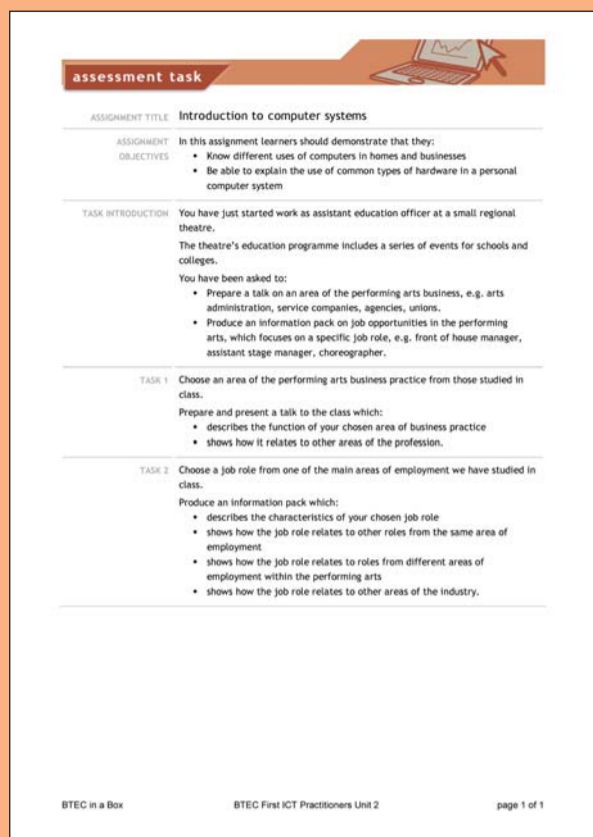 assessment task
ASSIGNMENT TITLE Introduction to computer systems
ASSIGNMENT OBJECTIVES
In this assignment learners should demonstrate that they:
• Know different uses of computers in homes and businesses
• Be able to explain the use of common types of hardware in a personal
computer system
TASK INTRODUCTION
You have just started work as assistant education officer at a small regional
theatre.
The theatre's education programme includes a series of events for schools and
colleges.
You have been asked to:
• Prepare a talk on an area of the performing arts business, e.g. arts
administration, service companies, agencies, unions.
• Produce an information pack on job opportunities in the performing
arts, which focuses on a specific job role, e.g. front of house manager,
assistant stage manager, choreographer.
TASK 1
Choose an area of the performing arts business practice from those studied in
class.
Prepare and present a talk to the class which:
• describes the function of your chosen area of business practice
• shows how it relates to other areas of the profession.
TASK 2
Choose a job role from one of the main areas of employment we have studied in
class.
Produce an information pack which:
• describes the characteristics of your chosen job role
• shows how the job role relates to other roles from the same area of
employment
• shows how the job role relates to roles from different areas of
employment within the performing arts
• shows how the job role relates to other areas of the industry.
BTEC in a Box BTEC First ICT Practitioners Unit 2 page 1 of 1